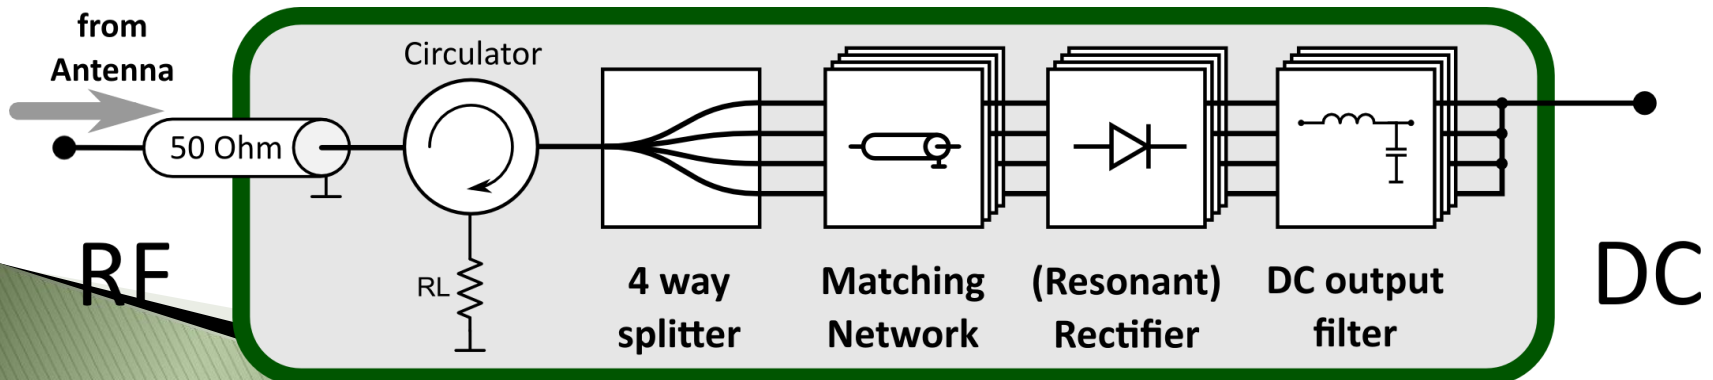 from
Antenna
50 Ohm
RF
Circulator
RL
4 way
splitter
Matching
Network
(Resonant)
Rectifier
DC output
filter
DC